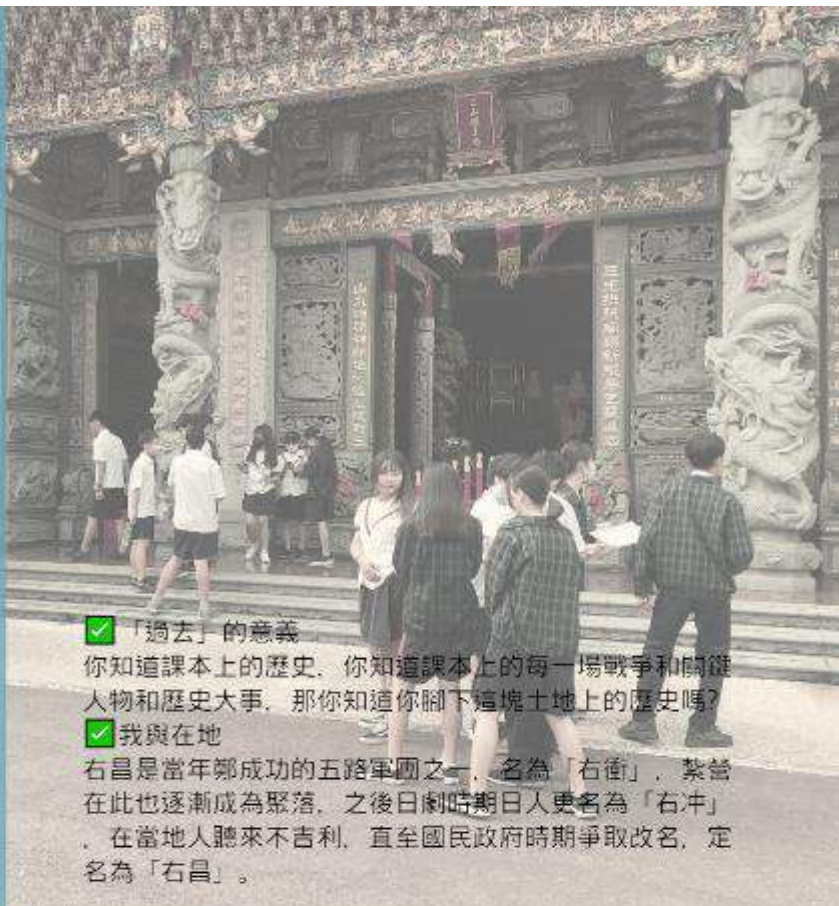 ✅「過去」的意義
你知道課本上的歷史，你知道課本上的每一場戰爭和關鍵
人物和歷史大事，那你知道你腳下這塊土地上的歷史嗎?
✅我與在地
右昌是當年鄭成功的五路軍團之一，名為「右衝」，紮營
在此也逐漸成為聚落，之後日劇時期日人更名為「右冲」
，在當地人聽來不吉利，直至國民政府時期爭取改名，定
名為「右昌」。